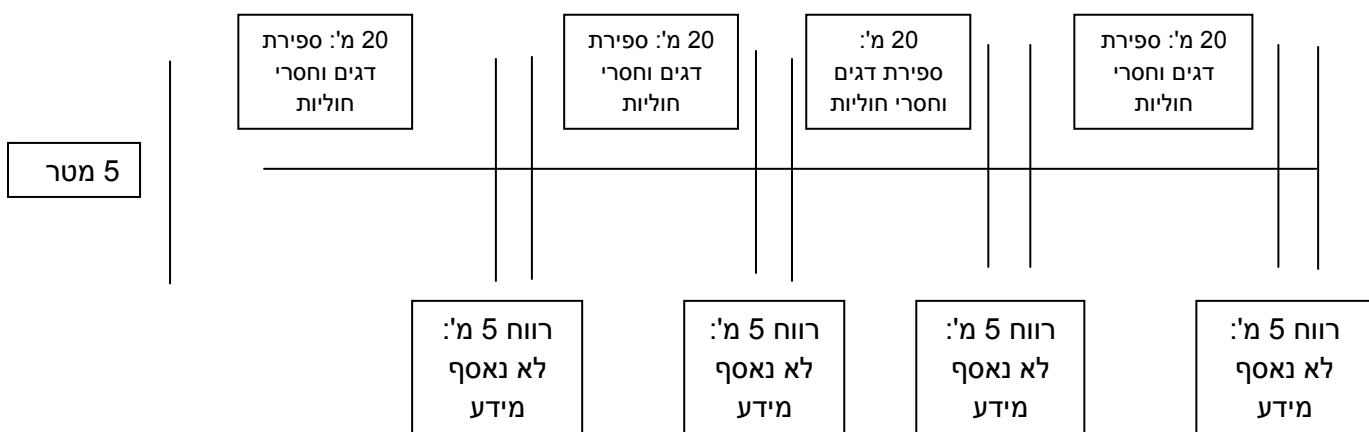 20 מ': ספירת
דגים וחסרי
חוליות
20 מ':
ספירת דגים
וחסרי חוליות
20 מ': ספירת
דגים וחסרי
חוליות
20 מ': ספירת
דגים וחסרי
חוליות
5 מטר
רווח 5 מ':
לא נאסף
מידע
רווח 5 מ':
לא נאסף
מידע
רווח 5 מ':
לא נאסף
מידע
רווח 5 מ':
לא נאסף
מידע